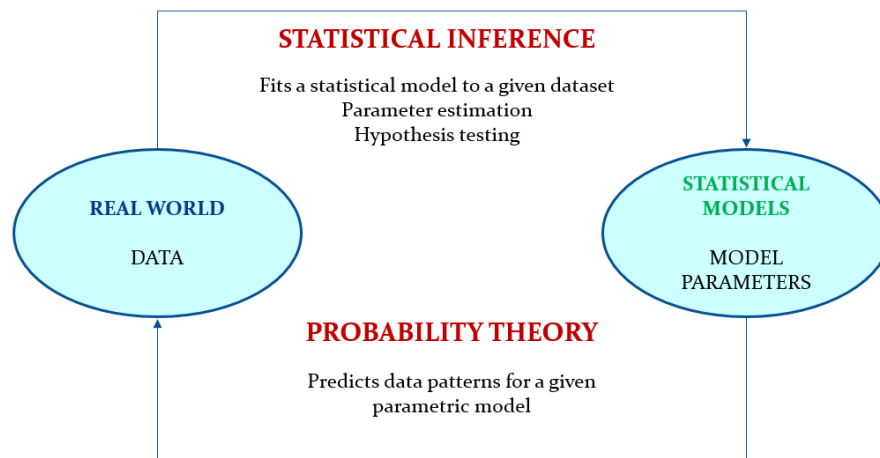 STATISTICAL INFERENCE
Fits a statistical model to a given dataset
Parameter estimation
Hypothesis testing
REAL WORLD
DATA
STATISTICAL
MODELS
MODEL
PARAMETERS
PROBABILITY THEORY
Predicts data patterns for a given
parametric model